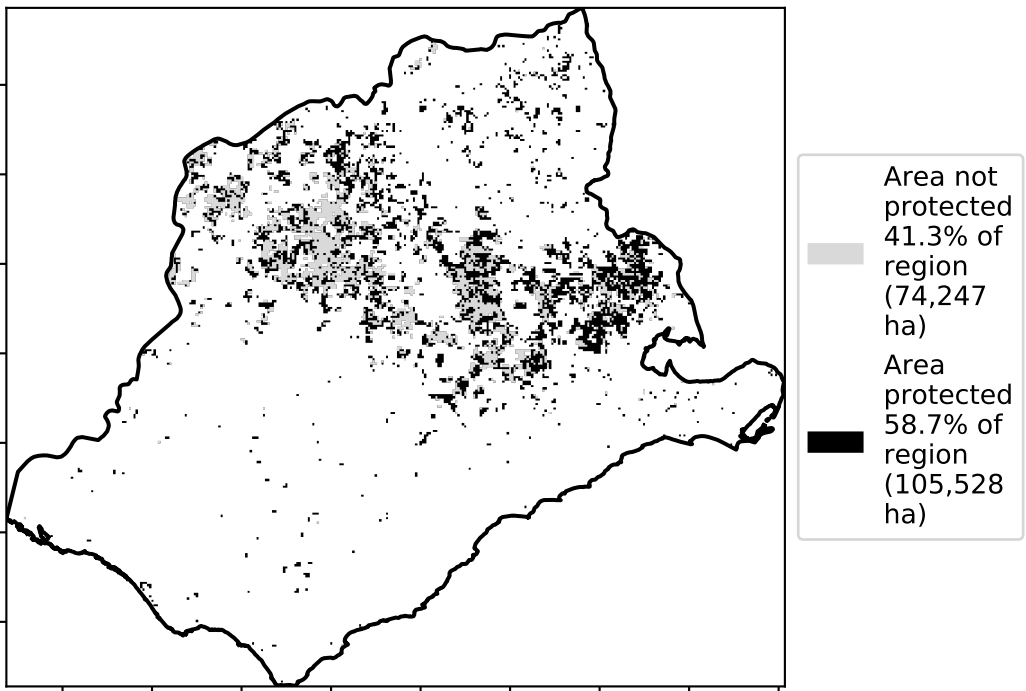 Area not
protected
41.3% of
region
(74,247
ha)
Area
protected
58.7% of
region
(105,528
ha)